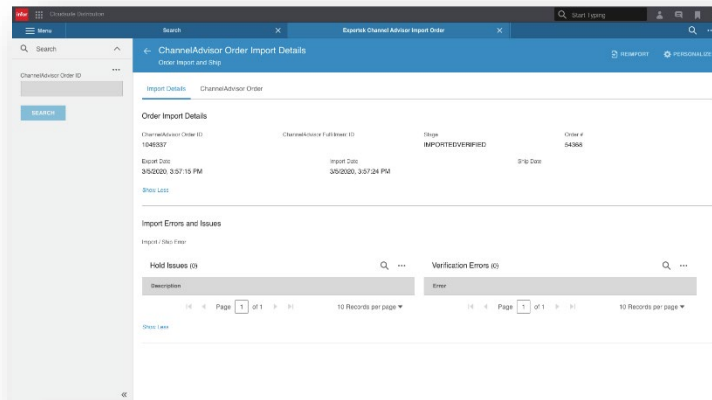 infor Cloudsuite Distribution Start Typing
Menu Search Expertek Channel Advisor Import Order
Search
ChannelAdvisor Order ID
SEARCH
ChannelAdvisor Order Import Details
Order Import and Ship
REIMPORT PERSONALIZE
Import Details ChannelAdvisor Order
Order Import Details
ChannelAdvisor Order ID ChannelAdvisor Fulfillment ID Stage Order #
1049337 IMPORTEDVERIFIED 54366
Export Date Import Date Ship Date
3/5/2020, 3:57:15 PM 3/5/2020, 3:57:24 PM
Show Less
Import Errors and Issues
Import / Ship Error
Hold Issues (0) Verification Errors (0)
Description Error
Page 1 of 1 10 Records per page Page 1 of 1 10 Records per page
Show Less